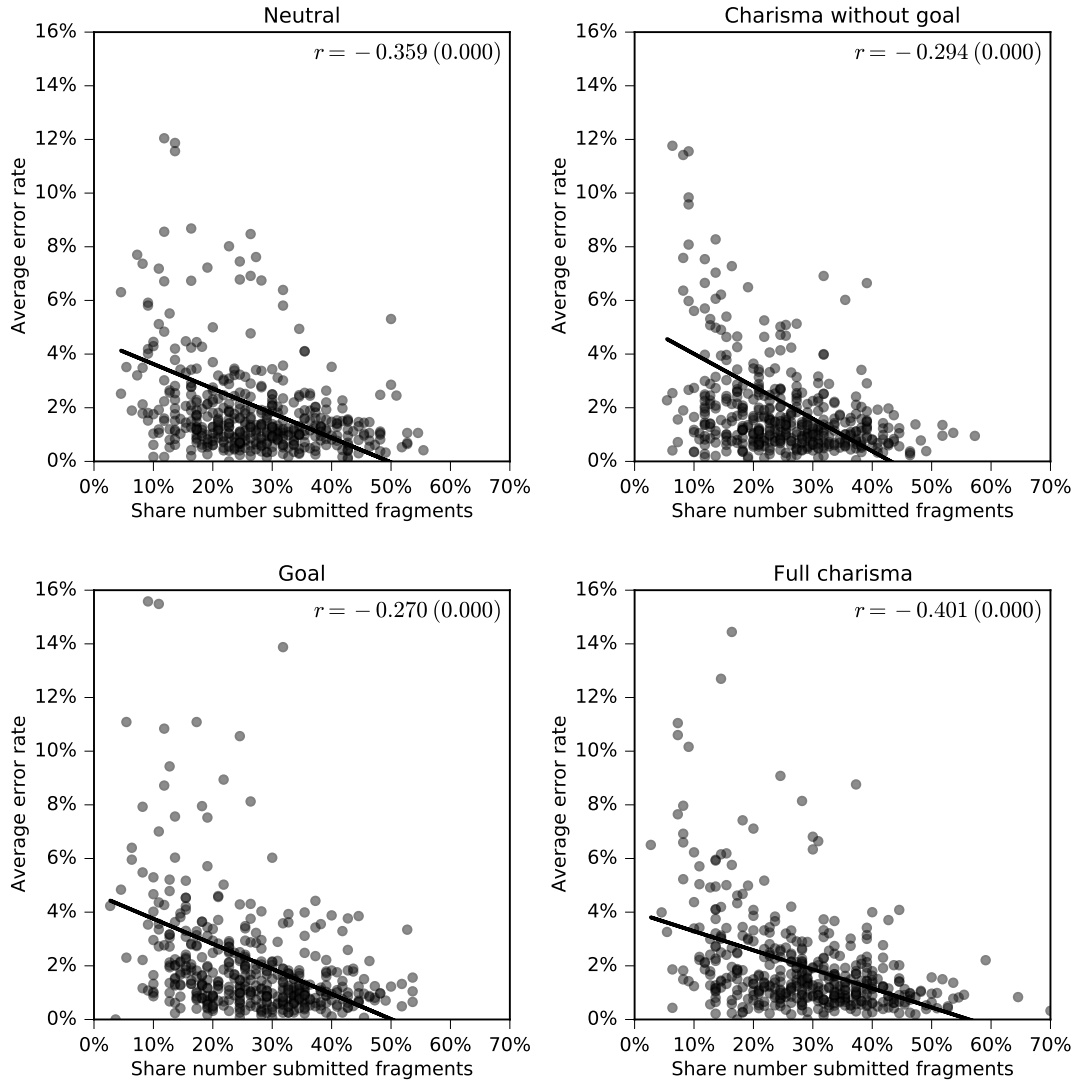 Neutral
r = − 0.359 (0.000)
16%
14%
12%
10%
8%
6%
4%
2%
0%
Average error rate
0% 10% 20% 30% 40% 50% 60% 70%
Share number submitted fragments
Charisma without goal
r = − 0.294 (0.000)
16%
14%
12%
10%
8%
6%
4%
2%
0%
Average error rate
0% 10% 20% 30% 40% 50% 60% 70%
Share number submitted fragments
Goal
r = − 0.270 (0.000)
16%
14%
12%
10%
8%
6%
4%
2%
0%
Average error rate
0% 10% 20% 30% 40% 50% 60% 70%
Share number submitted fragments
Full charisma
r = − 0.401 (0.000)
16%
14%
12%
10%
8%
6%
4%
2%
0%
Average error rate
0% 10% 20% 30% 40% 50% 60% 70%
Share number submitted fragments